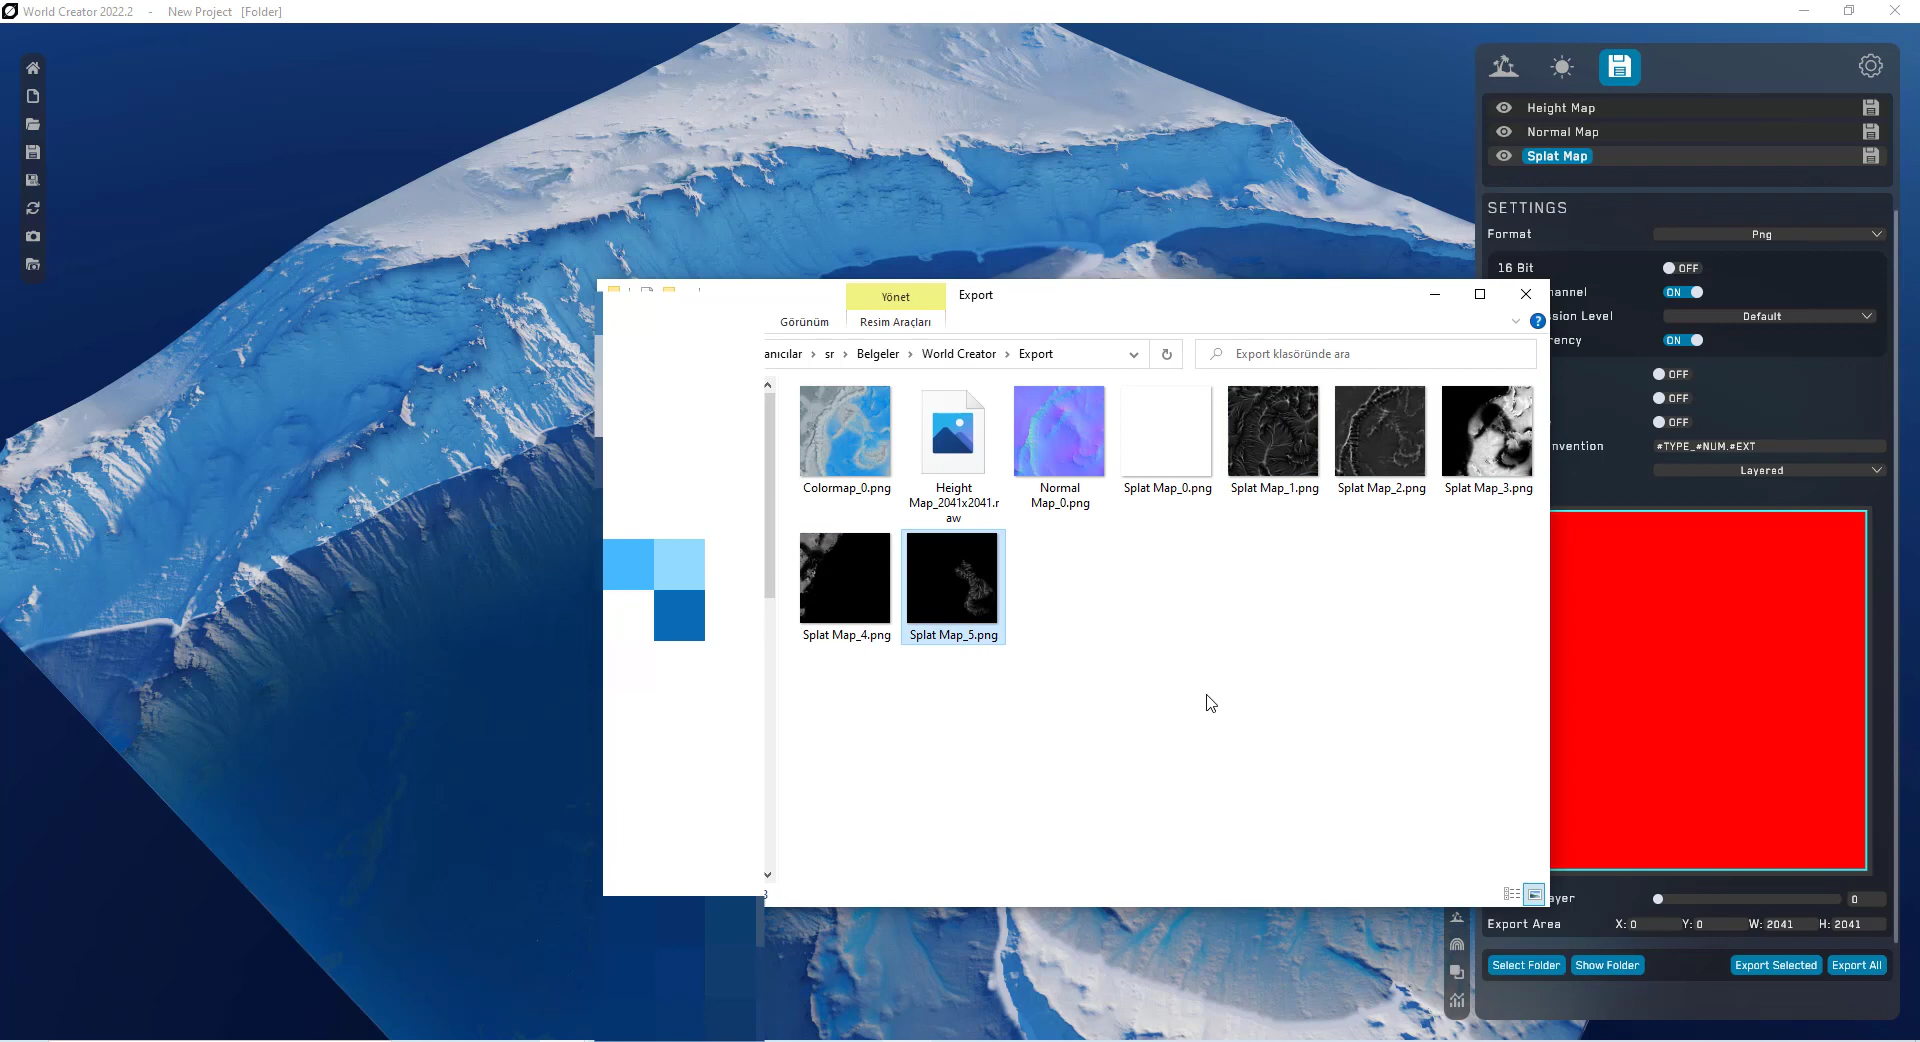 World Creator 2022.2 - New Project [Folder]
Height Map
Normal Map
Splat Map
SETTINGS
Format Png
16 Bit OFF
annel ON
sion Level Default
rency ON
OFF
OFF
OFF
nvention #TYPE_#NUM.#EXT
Layered
ayer 0
Export Area X: 0 Y: 0 W: 2041 H: 2041
Select Folder Show Folder Export Selected Export All
Yönet Export
Görünüm Resim Araçları
anıcılar › sr › Belgeler › World Creator › Export
Export klasöründe ara
Colormap_0.png
Height
Map_2041x2041.r
aw
Normal
Map_0.png
Splat Map_0.png
Splat Map_1.png
Splat Map_2.png
Splat Map_3.png
Splat Map_4.png
Splat Map_5.png